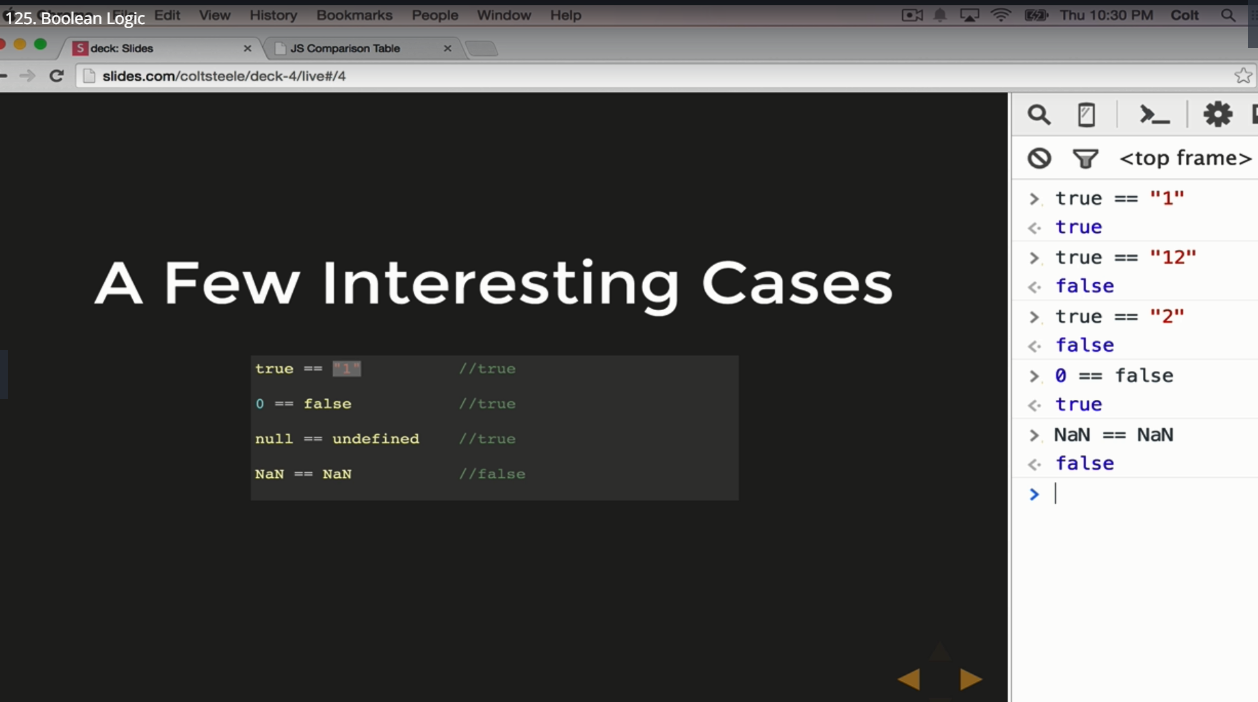 125. Boolean Logic
File Edit View History Bookmarks People Window Help
Thu 10:30 PM Colt
S deck: Slides
JS Comparison Table
slides.com/coltsteele/deck-4/live#/4
<top frame>
A Few Interesting Cases
true == "1" //true
0 == false //true
null == undefined //true
NaN == NaN //false
true == "1"
true
true == "12"
false
true == "2"
false
0 == false
true
NaN == NaN
false